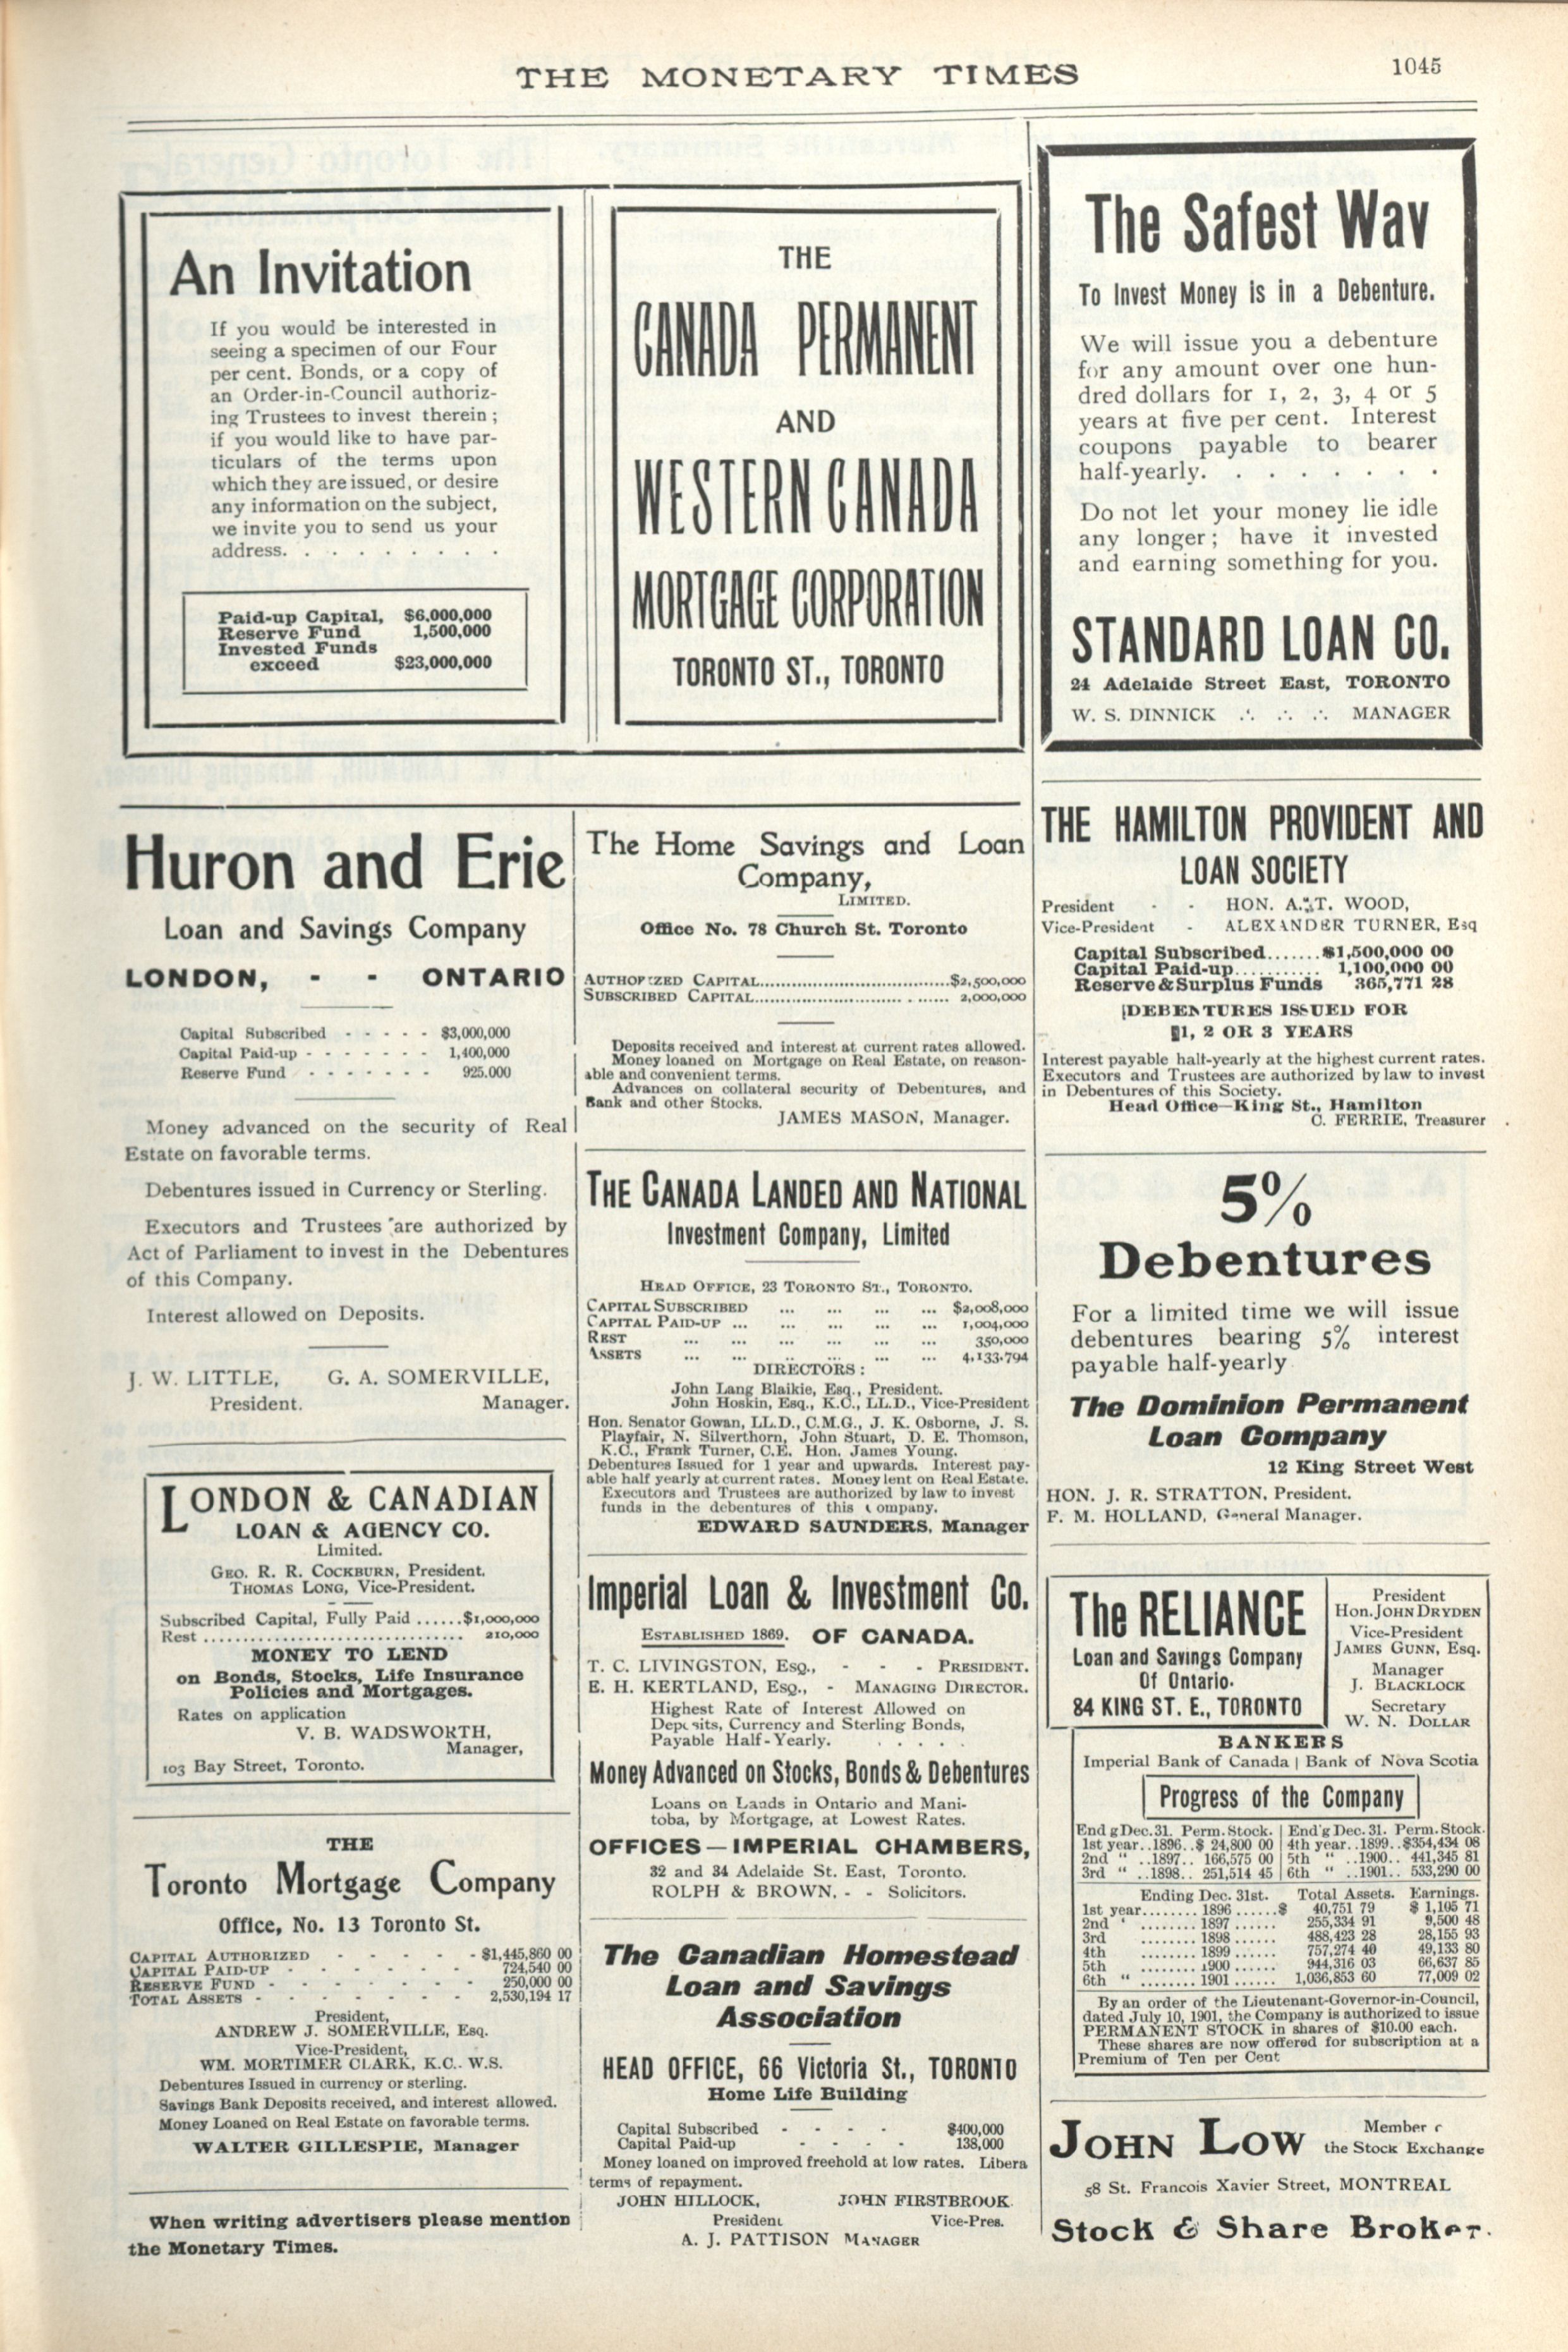 THE MONETARY TIMES
1045
An Invitation
If you would be interested in
seeing a specimen of our Four
per cent. Bonds, or a copy of
an Order-in-Council authoriz-
ing Trustees to invest therein ;
if you would like to have par-
ticulars of the terms upon
which they are issued, or desire
any information on the subject,
we invite you to send us your
address. . . . . . . . .
Paid-up Capital, $6,000,000
Reserve Fund 1,500,000
Invested Funds
exceed $23,000,000
THE
CANADA PERMANENT
AND
WESTERN CANADA
MORTGAGE CORPORATION
TORONTO ST., TORONTO
The Safest Way
To Invest Money is in a Debenture.
We will issue you a debenture
for any amount over one hun-
dred dollars for 1, 2, 3, 4 or 5
years at five per cent. Interest
coupons payable to bearer
half-yearly. . . . . . . .
Do not let your money lie idle
any longer ; have it invested
and earning something for you.
STANDARD LOAN CO.
24 Adelaide Street East, TORONTO
W. S. DINNICK .·. .·. .·. MANAGER
Huron and Erie
Loan and Savings Company
LONDON, - - ONTARIO
Capital Subscribed - - - - - $3,000,000
Capital Paid-up - - - - - - - 1,400,000
Reserve Fund - - - - - - - 925.000
Money advanced on the security of Real
Estate on favorable terms.
Debentures issued in Currency or Sterling.
Executors and Trustees are authorized by
Act of Parliament to invest in the Debentures
of this Company.
Interest allowed on Deposits.
J. W. LITTLE, G. A. SOMERVILLE,
President. Manager.
LONDON & CANADIAN
LOAN & AGENCY CO.
Limited.
GEO. R. R. COCKBURN, President.
THOMAS LONG, Vice-President.
Subscribed Capital, Fully Paid ......$1,000,000
Rest ................................ 210,000
MONEY TO LEND
on Bonds, Stocks, Life Insurance
Policies and Mortgages.
Rates on application
V. B. WADSWORTH,
Manager,
103 Bay Street, Toronto.
THE
Toronto Mortgage Company
Office, No. 13 Toronto St.
CAPITAL AUTHORIZED - - - - - $1,445,860 00
CAPITAL PAID-UP - - - - - - 724,540 00
RESERVE FUND - - - - - - - 250,000 00
TOTAL ASSETS - - - - - - - 2,530,194 17
President,
ANDREW J. SOMERVILLE, Esq.
Vice-President,
WM. MORTIMER CLARK, K.C.. W.S.
Debentures Issued in currency or sterling.
Savings Bank Deposits received, and interest allowed.
Money Loaned on Real Estate on favorable terms.
WALTER GILLESPIE, Manager
When writing advertisers please mention
the Monetary Times.
The Home Savings and Loan
Company,
LIMITED.
Office No. 78 Church St. Toronto
AUTHORIZED CAPITAL........................................$2,500,000
SUBSCRIBED CAPITAL........................................ 2,000,000
Deposits received and interest at current rates allowed.
Money loaned on Mortgage on Real Estate, on reason-
able and convenient terms.
Advances on collateral security of Debentures, and
Bank and other Stocks.
JAMES MASON, Manager.
THE CANADA LANDED AND NATIONAL
Investment Company, Limited
HEAD OFFICE, 23 TORONTO ST., TORONTO.
CAPITAL SUBSCRIBED ... ... ... ... $2,008,000
CAPITAL PAID-UP ... ... ... ... ... 1,004,000
REST ... ... ... ... ... ... 350,000
ASSETS ... ... ... ... ... ... 4,133,794
DIRECTORS :
John Lang Blaikie, Esq., President.
John Hoskin, Esq., K.C., LL.D., Vice-President
Hon. Senator Gowan, LL.D., C.M.G., J. K. Osborne, J. S.
Playfair, N. Silverthorn, John Stuart, D. E. Thomson,
K.C., Frank Turner, C.E. Hon. James Young.
Debentures Issued for 1 year and upwards. Interest pay-
able half yearly at current rates. Money lent on Real Estate.
Executors and Trustees are authorized by law to invest
funds in the debentures of this Company.
EDWARD SAUNDERS, Manager
Imperial Loan & Investment Co.
ESTABLISHED 1869. OF CANADA.
T. C. LIVINGSTON, Esq., - - - PRESIDENT.
E. H. KERTLAND, Esq., - MANAGING DIRECTOR.
Highest Rate of Interest Allowed on
Deposits, Currency and Sterling Bonds,
Payable Half-Yearly. . . . . .
Money Advanced on Stocks, Bonds & Debentures
Loans on Lands in Ontario and Mani-
toba, by Mortgage, at Lowest Rates.
OFFICES — IMPERIAL CHAMBERS,
32 and 34 Adelaide St. East, Toronto.
ROLPH & BROWN, - - Solicitors.
The Canadian Homestead
Loan and Savings
Association
HEAD OFFICE, 66 Victoria St., TORONTO
Home Life Building
Capital Subscribed - - - - $400,000
Capital Paid-up - - - - 138,000
Money loaned on improved freehold at low rates. Libera
terms of repayment.
JOHN HILLOCK, JOHN FIRSTBROOK.
President Vice-Pres.
A. J. PATTISON MANAGER
THE HAMILTON PROVIDENT AND
LOAN SOCIETY
President - - HON. A. T. WOOD,
Vice-President - ALEXANDER TURNER, Esq
Capital Subscribed.......$1,500,000 00
Capital Paid-up........... 1,100,000 00
Reserve & Surplus Funds 365,771 28
DEBENTURES ISSUED FOR
1, 2 OR 3 YEARS
Interest payable half-yearly at the highest current rates.
Executors and Trustees are authorized by law to invest
in Debentures of this Society.
Head Office—King St., Hamilton
C. FERRIE, Treasurer
5%
Debentures
For a limited time we will issue
debentures bearing 5% interest
payable half-yearly
The Dominion Permanent
Loan Company
12 King Street West
HON. J. R. STRATTON, President.
F. M. HOLLAND, General Manager.
The RELIANCE
Loan and Savings Company
Of Ontario.
84 KING ST. E., TORONTO
President
Hon. JOHN DRYDEN
Vice-President
JAMES GUNN, Esq.
Manager
J. BLACKLOCK
Secretary
W. N. DOLLAR
BANKERS
Imperial Bank of Canada | Bank of Nova Scotia
Progress of the Company
End g Dec. 31. Perm. Stock. | End'g Dec. 31. Perm. Stock.
1st year..1896..$ 24,800 00 | 4th year..1899..$354,434 08
2nd " ..1897.. 166,575 00 | 5th " ..1900.. 441,345 81
3rd " ..1898.. 251,514 45 | 6th " ..1901.. 533,290 00
Ending Dec. 31st. Total Assets. Earnings.
1st year........ 1896 ......$ 40,751 79 $ 1,105 71
2nd ' ........ 1897 ...... 255,334 91 9,500 48
3rd ........ 1898 ...... 488,423 28 28,155 93
4th ........ 1899 ...... 757,274 40 49,133 80
5th ........ 1900 ...... 944,316 03 66,637 85
6th " ........ 1901 ...... 1,036,853 60 77,009 02
By an order of the Lieutenant-Governor-in-Council,
dated July 10, 1901, the Company is authorized to issue
PERMANENT STOCK in shares of $10.00 each.
These shares are now offered for subscription at a
Premium of Ten per Cent
JOHN LOW
Member
the Stock Exchange
58 St. Francois Xavier Street, MONTREAL
Stock & Share Broker.